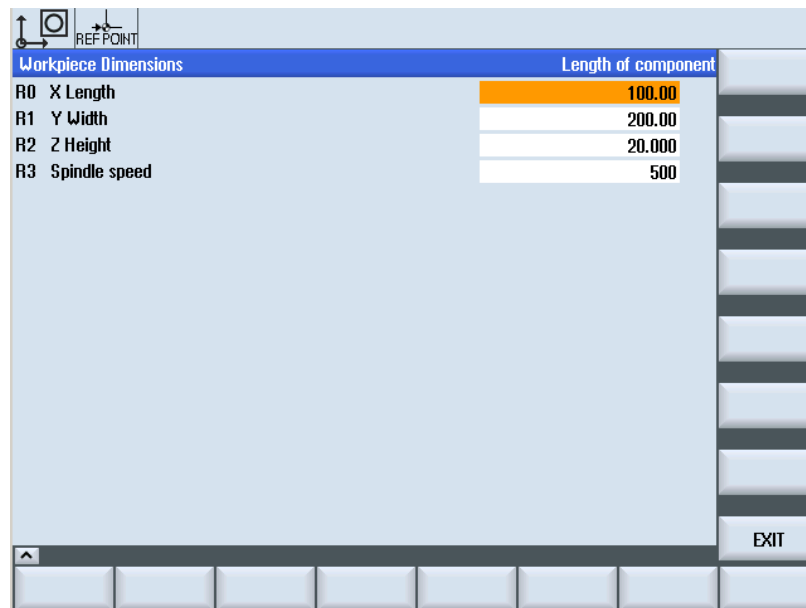 REF POINT
Workpiece Dimensions Length of component
R0 X Length 100.00
R1 Y Width 200.00
R2 Z Height 20.000
R3 Spindle speed 500
EXIT